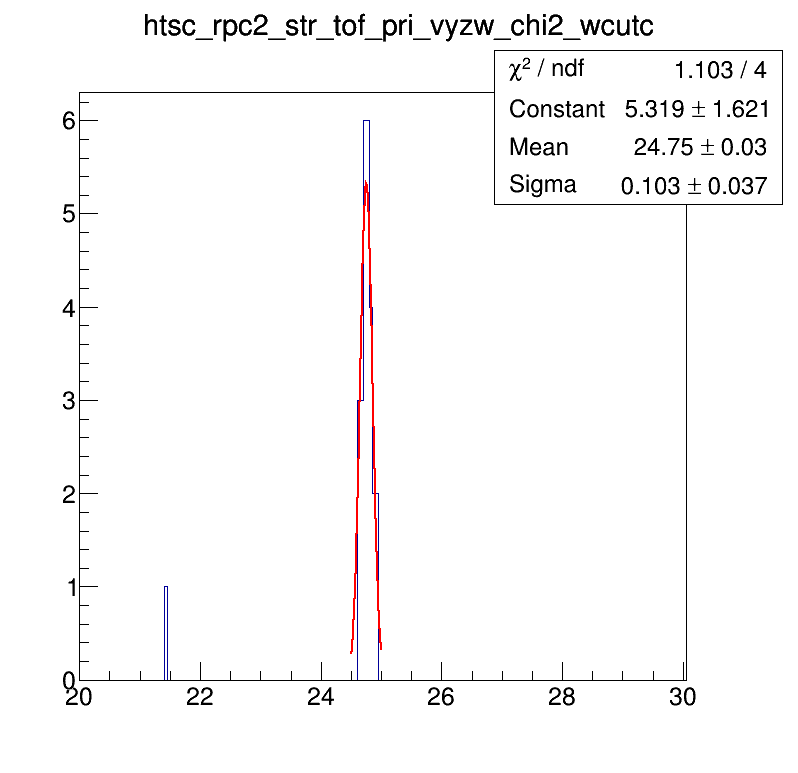 htsc_rpc2_str_tof_pri_vyzw_chi2_wcutc
χ² / ndf 1.103 / 4
Constant 5.319 ± 1.621
Mean 24.75 ± 0.03
Sigma 0.103 ± 0.037
6
5
4
3
2
1
0
20 22 24 26 28 30